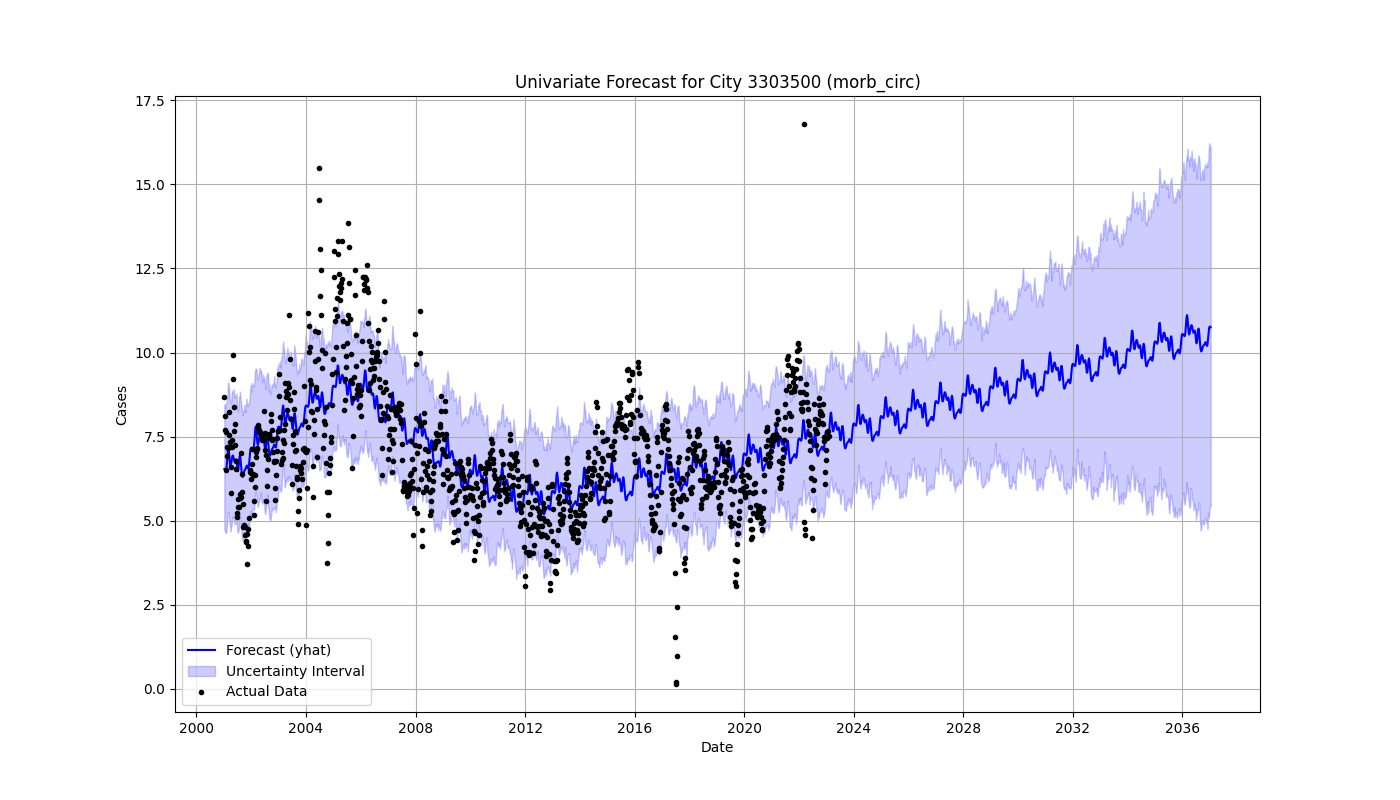 Univariate Forecast for City 3303500 (morb_circ)
17.5
15.0
12.5
10.0
7.5
5.0
2.5
0.0
Cases
Forecast (yhat)
Uncertainty Interval
Actual Data
2000 2004 2008 2012 2016 2020 2024 2028 2032 2036
Date